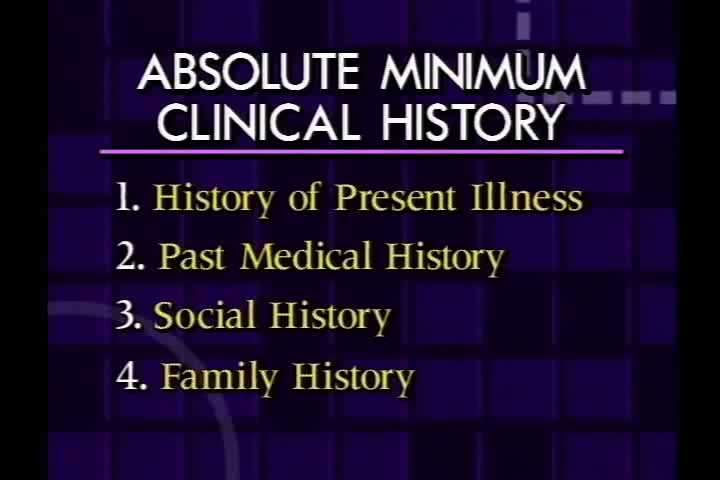 ABSOLUTE MINIMUM
CLINICAL HISTORY
1. History of Present Illness
2. Past Medical History
3. Social History
4. Family History